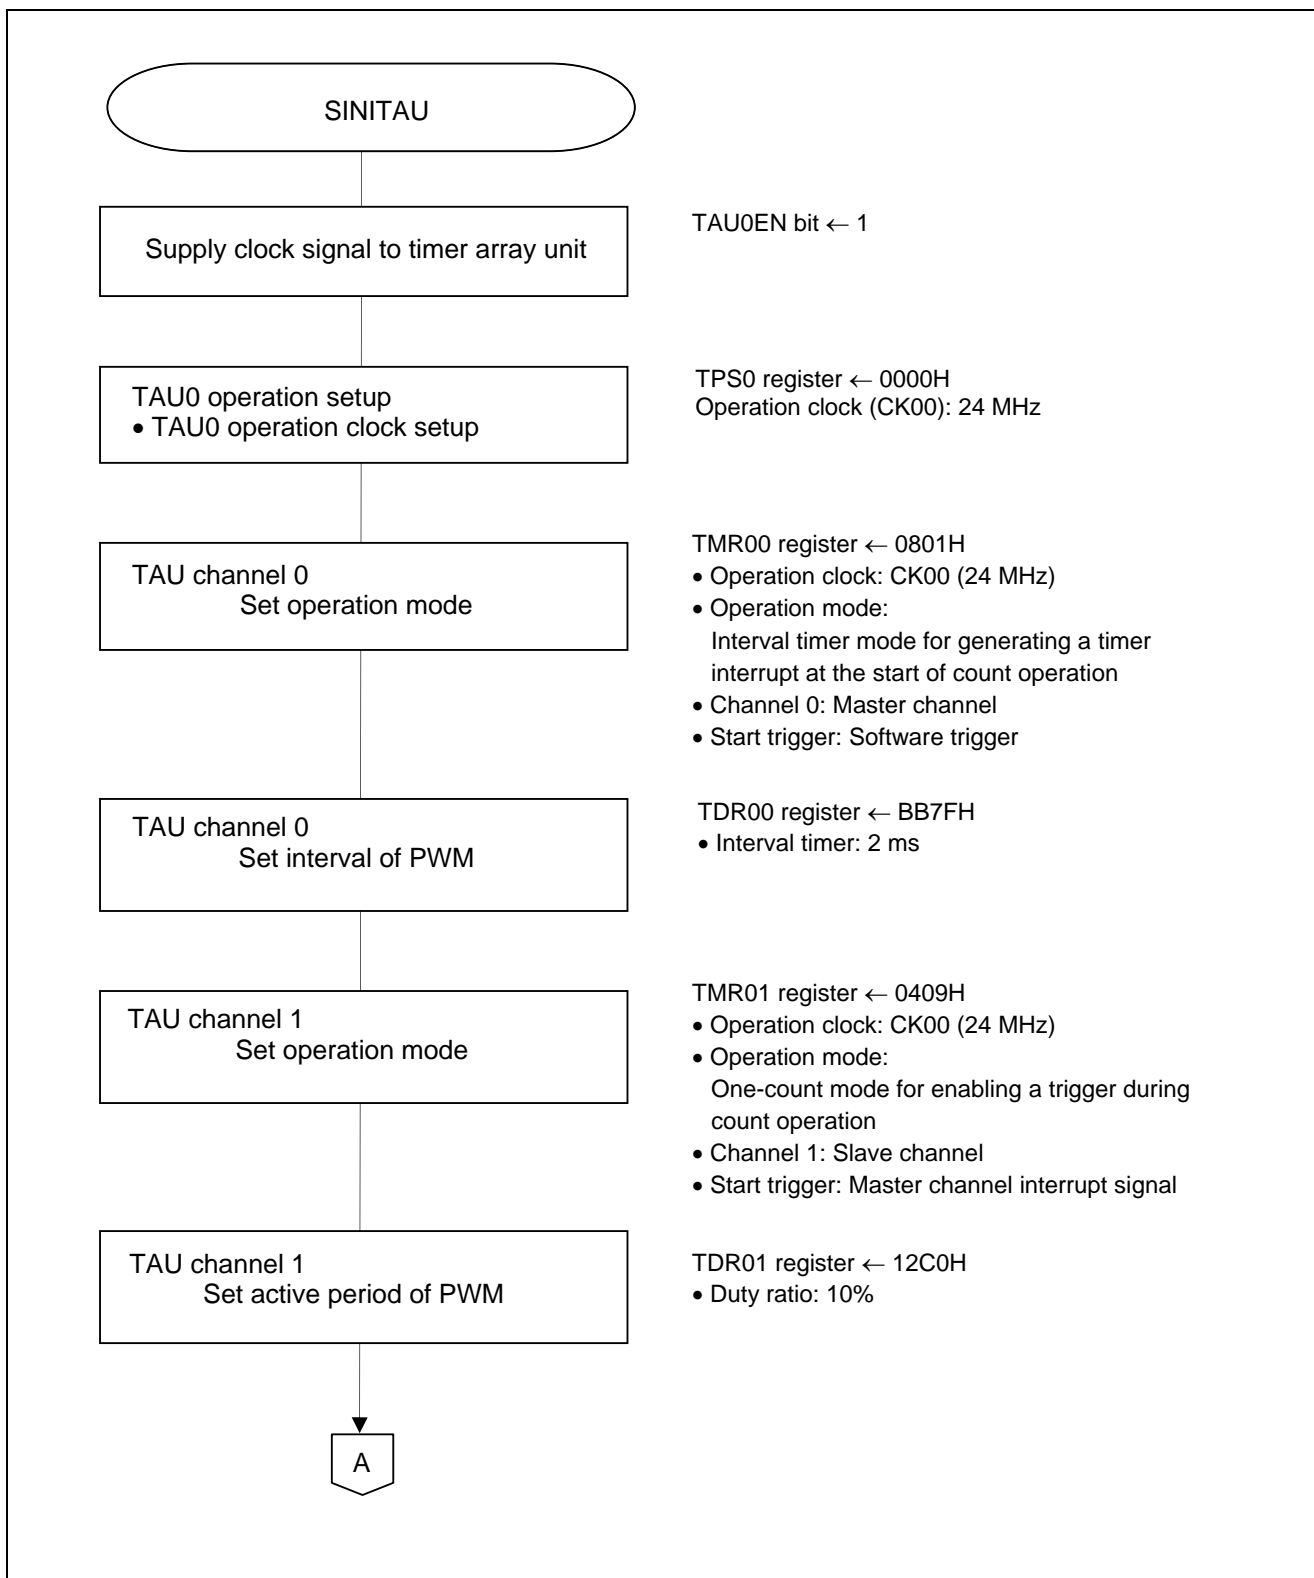 SINITAU
Supply clock signal to timer array unit
TAU0EN bit ← 1
TAU0 operation setup
• TAU0 operation clock setup
TPS0 register ← 0000H
Operation clock (CK00): 24 MHz
TAU channel 0
Set operation mode
TMR00 register ← 0801H
• Operation clock: CK00 (24 MHz)
• Operation mode:
Interval timer mode for generating a timer
interrupt at the start of count operation
• Channel 0: Master channel
• Start trigger: Software trigger
TAU channel 0
Set interval of PWM
TDR00 register ← BB7FH
• Interval timer: 2 ms
TAU channel 1
Set operation mode
TMR01 register ← 0409H
• Operation clock: CK00 (24 MHz)
• Operation mode:
One-count mode for enabling a trigger during
count operation
• Channel 1: Slave channel
• Start trigger: Master channel interrupt signal
TAU channel 1
Set active period of PWM
TDR01 register ← 12C0H
• Duty ratio: 10%
A